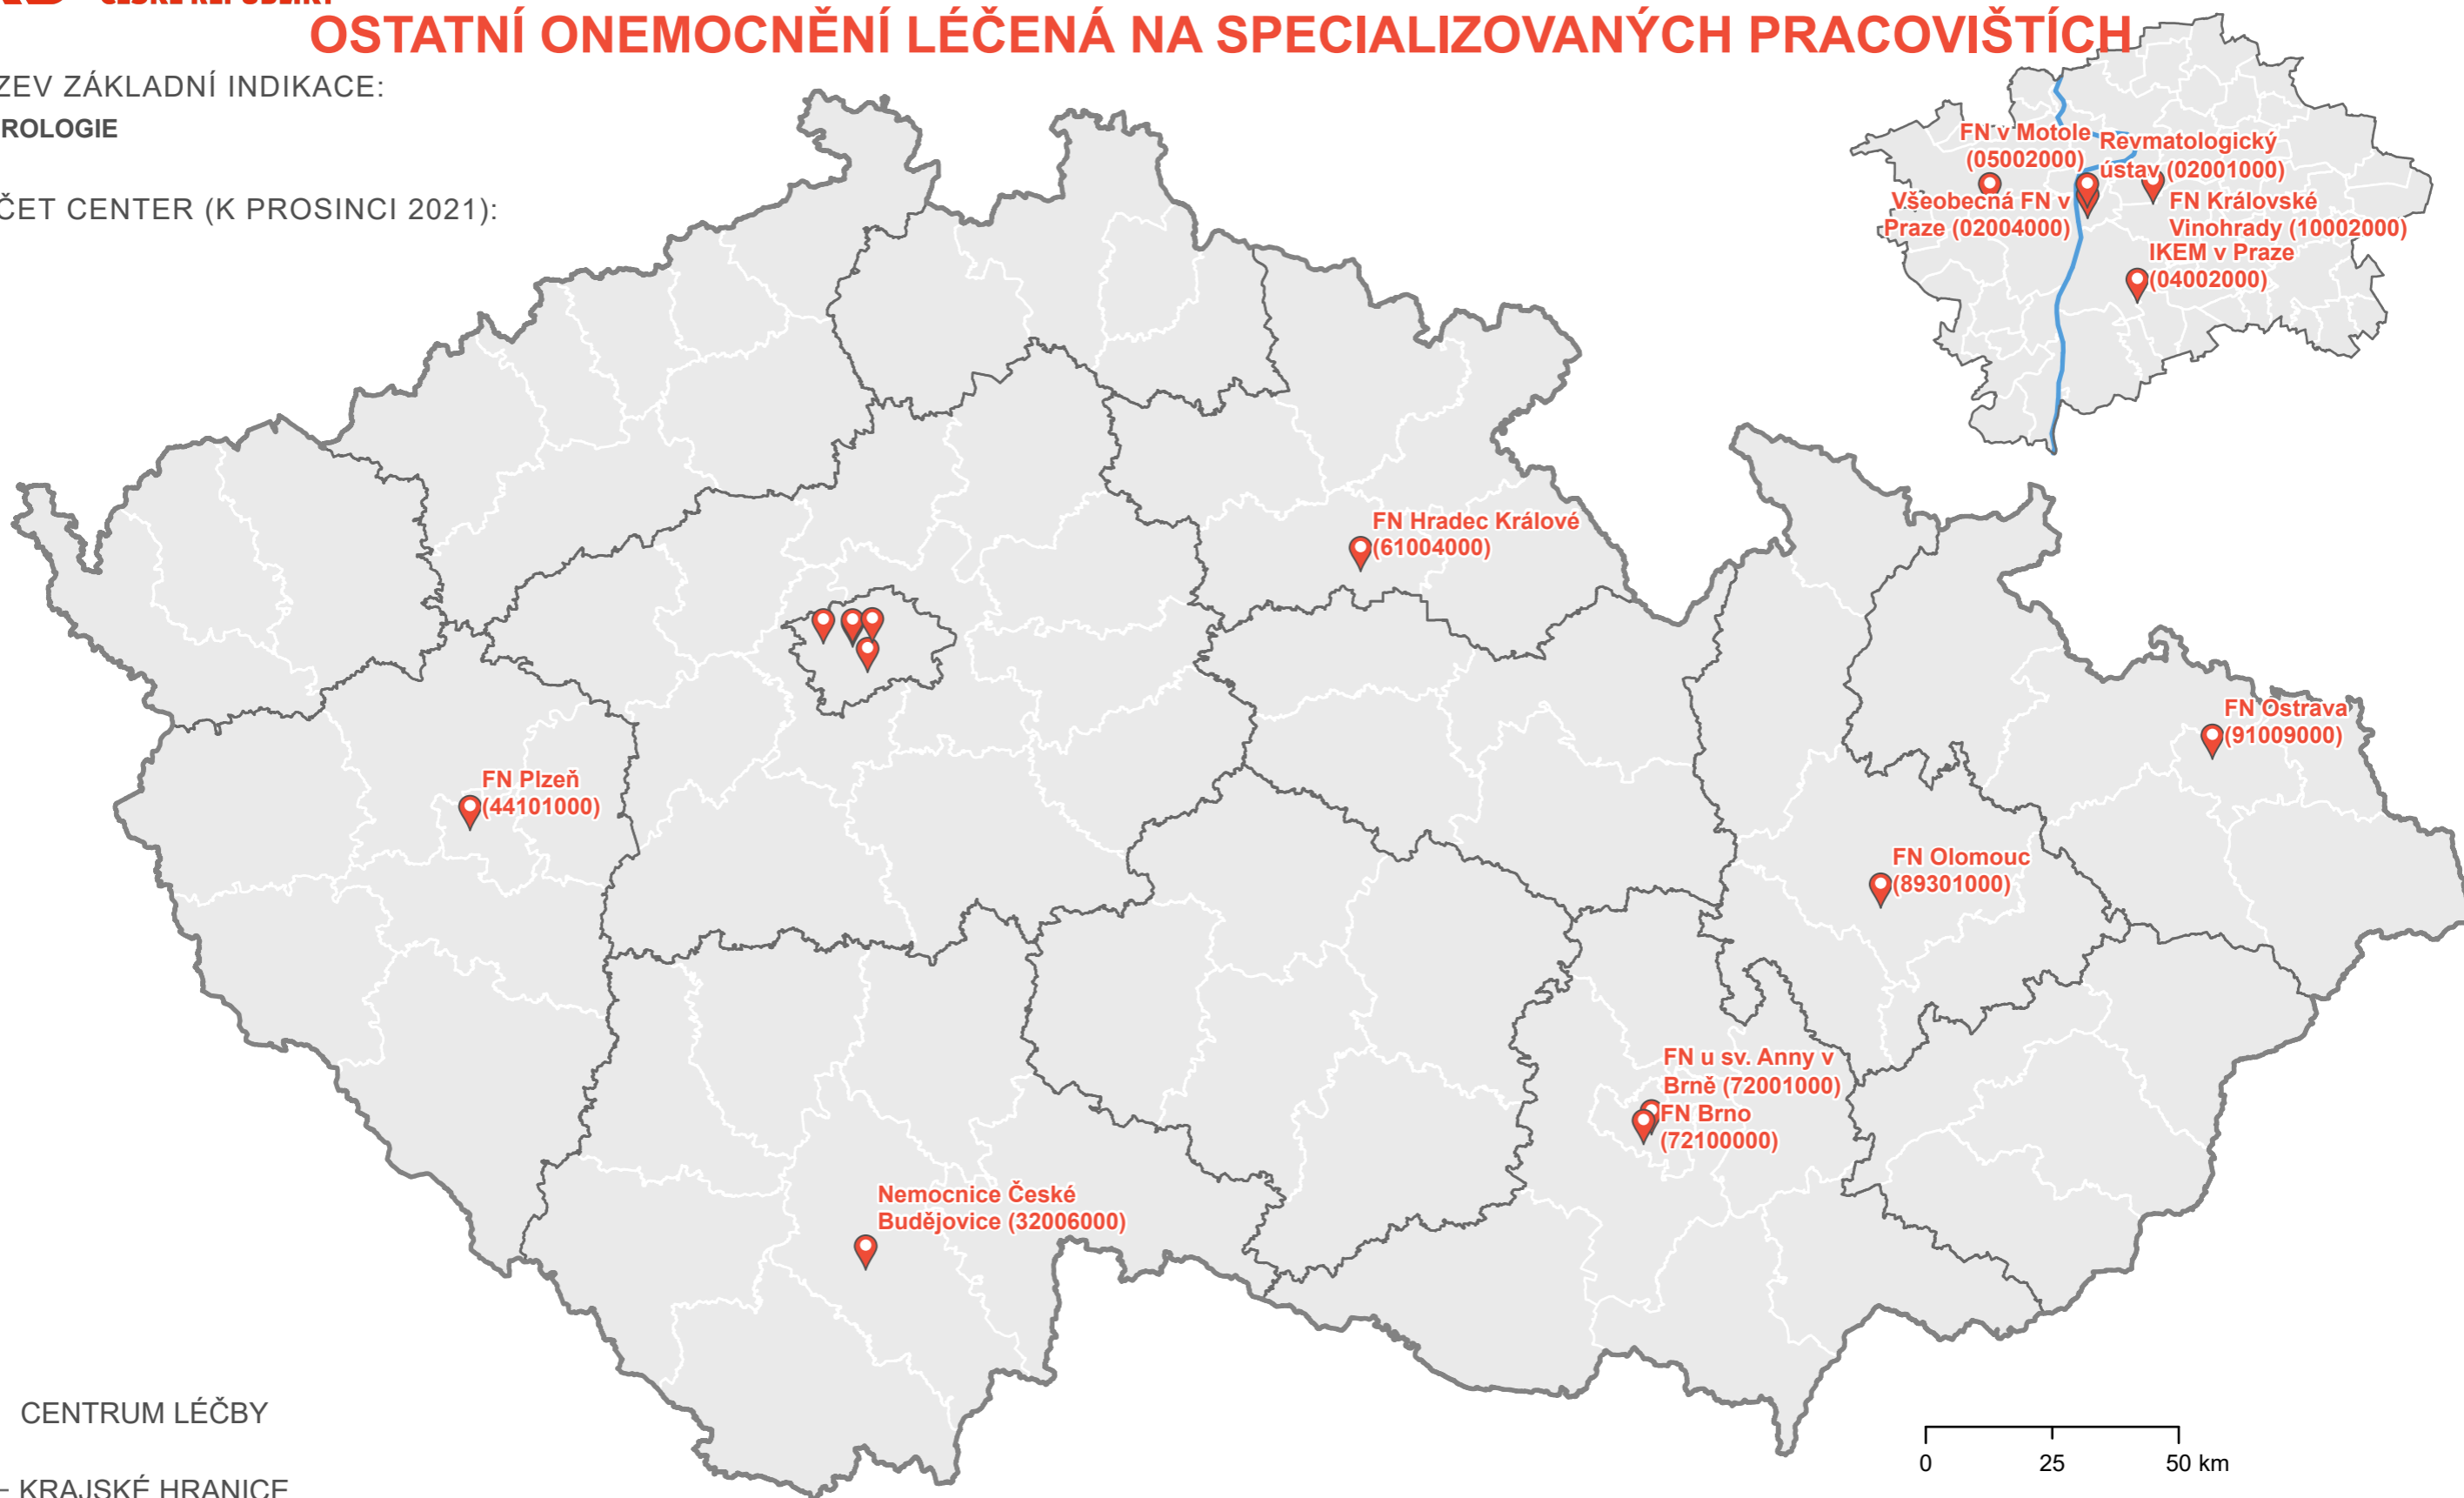 ČESKÉ REPUBLIKY
OSTATNÍ ONEMOCNĚNÍ LÉČENÁ NA SPECIALIZOVANÝCH PRACOVIŠTÍCH
ZEV ZÁKLADNÍ INDIKACE:
ROLOGIE
ČET CENTER (K PROSINCI 2021):
FN v Motole
(05002000)
Revmatologický
ústav (02001000)
Všeobecná FN v
Praze (02004000)
FN Královské
Vinohrady (10002000)
IKEM v Praze
(04002000)
FN Hradec Králové
(61004000)
FN Ostrava
(91009000)
FN Plzeň
(44101000)
FN Olomouc
(89301000)
FN u sv. Anny v
Brně (72001000)
FN Brno
(72100000)
Nemocnice České
Budějovice (32006000)
CENTRUM LÉČBY
KRAJSKÉ HRANICE
0 25 50 km